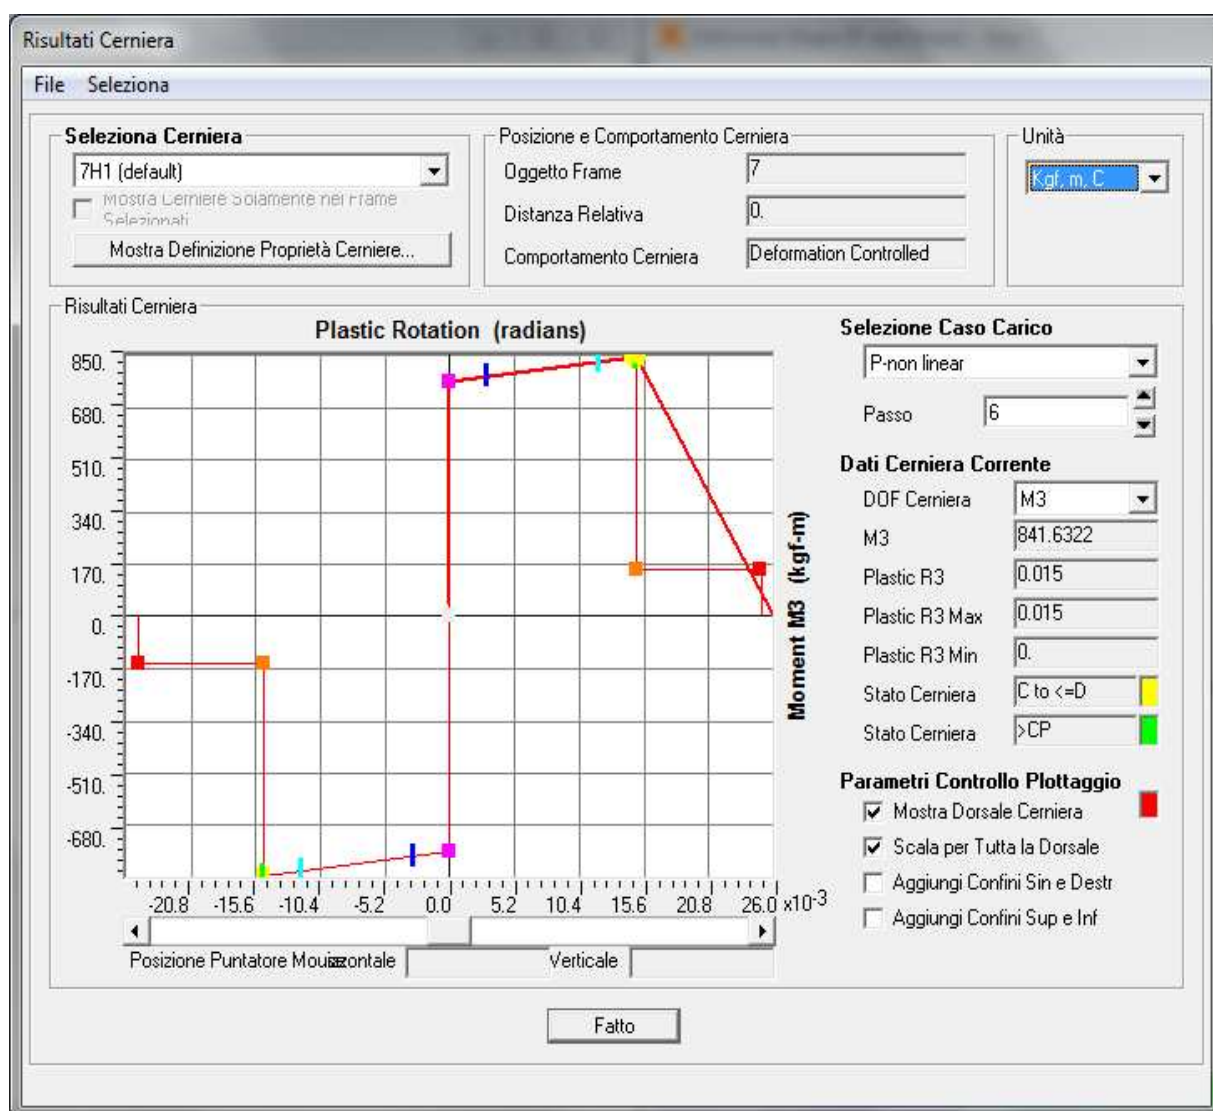 Risultati Cerniera
File Seleziona
Seleziona Cerniera
7H1 (default)
Mostra Cerniere Solamente nei Frame
Selezionati
Mostra Definizione Proprietà Cerniere...
Posizione e Comportamento Cerniera
Oggetto Frame 7
Distanza Relativa 0.
Comportamento Cerniera Deformation Controlled
Unità
Kgf, m, C
Risultati Cerniera
Plastic Rotation (radians)
850.
680.
510.
340.
170.
0.
-170.
-340.
-510.
-680.
-20.8 -15.6 -10.4 -5.2 0.0 5.2 10.4 15.6 20.8 26.0 x10-3
Moment M3 (kgf-m)
Posizione Puntatore Mouse
zontale
Verticale
Selezione Caso Carico
P-non linear
Passo 6
Dati Cerniera Corrente
DOF Cerniera M3
M3 841.6322
Plastic R3 0.015
Plastic R3 Max 0.015
Plastic R3 Min 0.
Stato Cerniera C to <=D
Stato Cerniera >CP
Parametri Controllo Plottaggio
Mostra Dorsale Cerniera
Scala per Tutta la Dorsale
Aggiungi Confini Sin e Destr
Aggiungi Confini Sup e Inf
Fatto